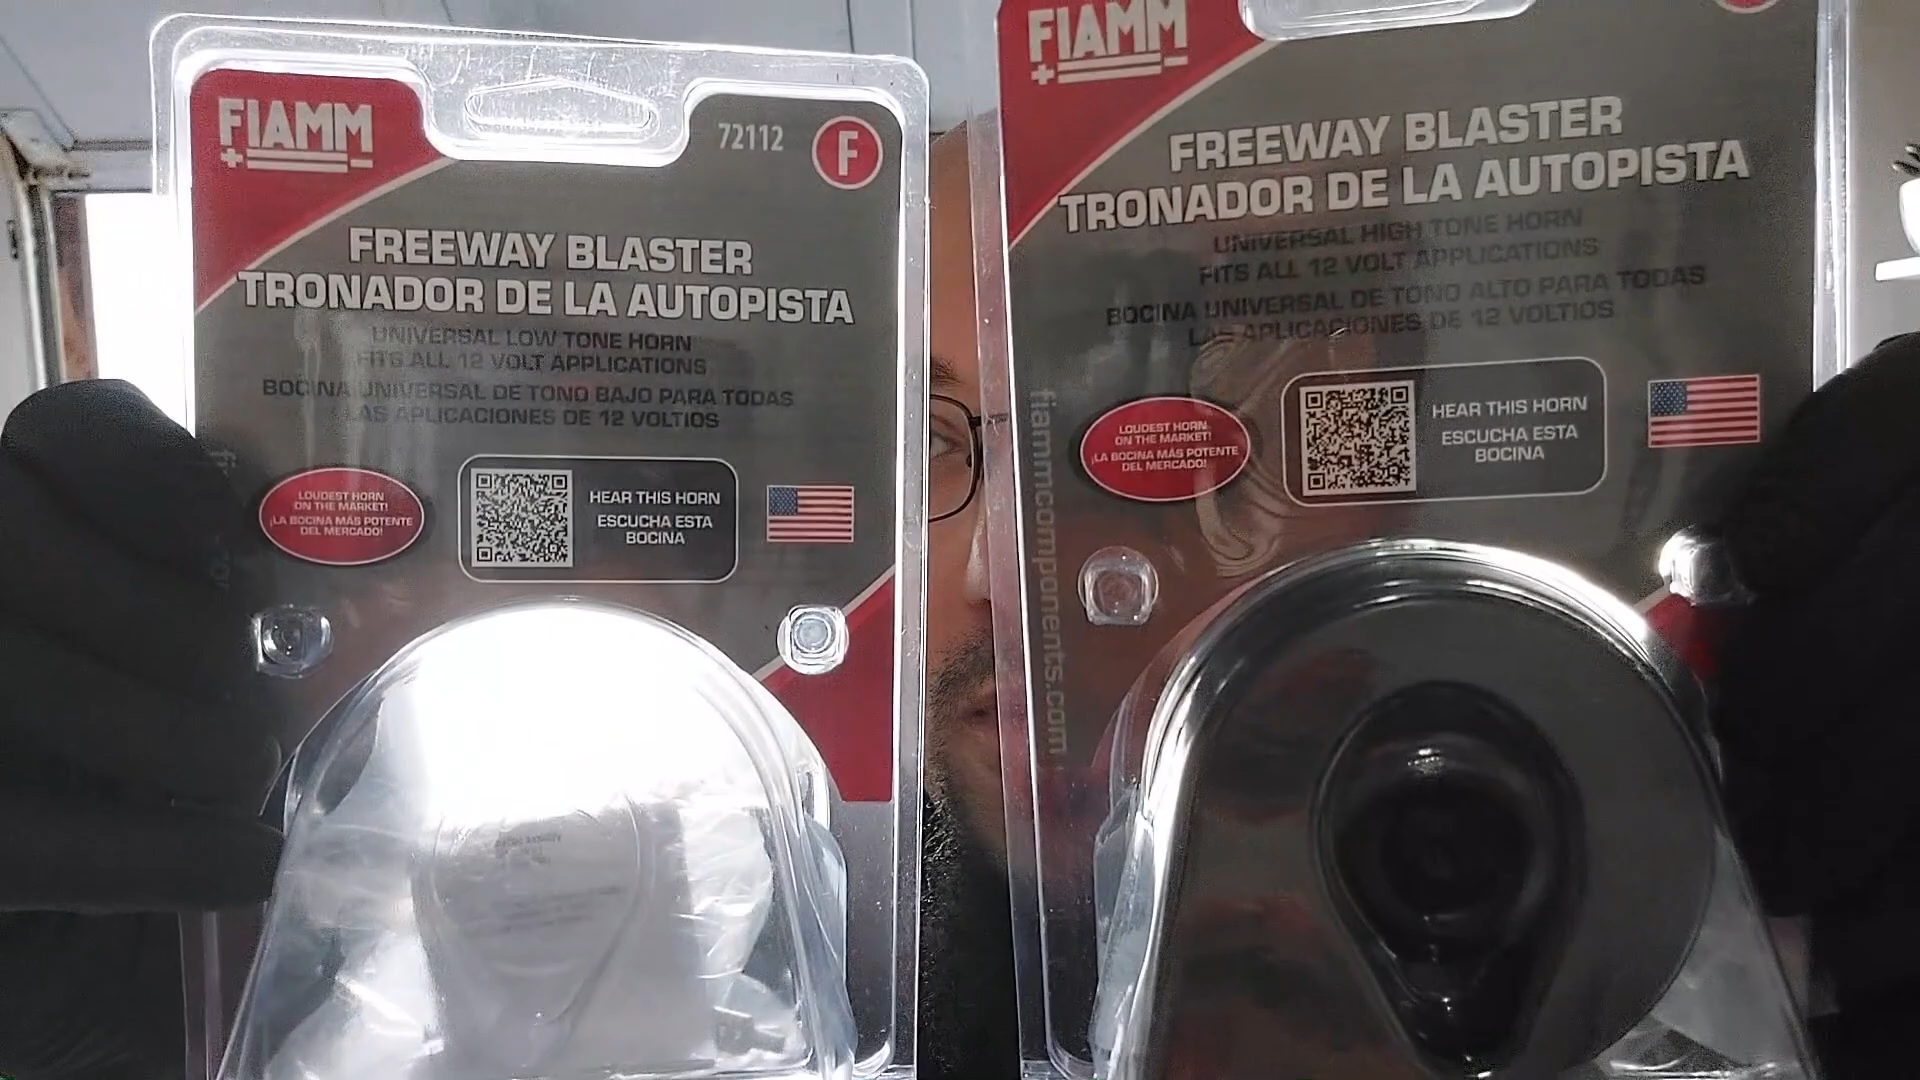 FIAMM
72112
F
FREEWAY BLASTER
TRONADOR DE LA AUTOPISTA
UNIVERSAL LOW TONE HORN
FITS ALL 12 VOLT APPLICATIONS
BOCINA UNIVERSAL DE TONO BAJO PARA TODAS
LAS APLICACIONES DE 12 VOLTIOS
LOUDEST HORN
ON THE MARKET!
¡LA BOCINA MÁS POTENTE
DEL MERCADO!
HEAR THIS HORN
ESCUCHA ESTA
BOCINA
FIAMM
FREEWAY BLASTER
TRONADOR DE LA AUTOPISTA
UNIVERSAL HIGH TONE HORN
FITS ALL 12 VOLT APPLICATIONS
BOCINA UNIVERSAL DE TONO ALTO PARA TODAS
LAS APLICACIONES DE 12 VOLTIOS
LOUDEST HORN
ON THE MARKET!
¡LA BOCINA MÁS POTENTE
DEL MERCADO!
HEAR THIS HORN
ESCUCHA ESTA
BOCINA
fiammcomponents.com